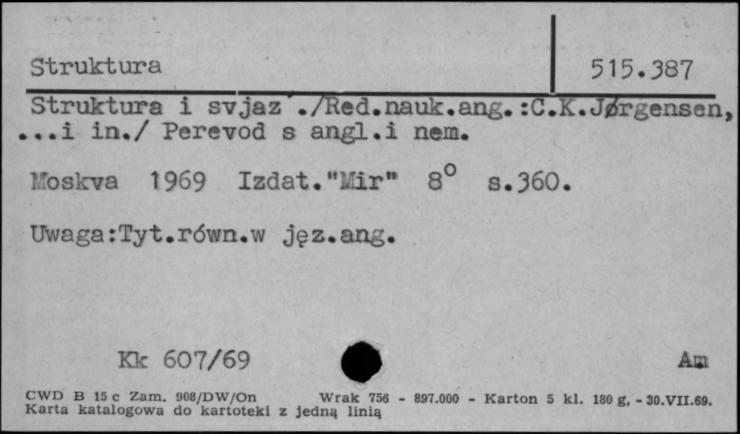 Struktura 515.387
Struktura i svjaz´./Red.nauk.ang.:C.K.Jørgensen,
...i in./ Perevod s angl.i nem.
Moskva 1969 Izdat."Mir" 8° s.360.
Uwaga:Tyt.równ.w jęz.ang.
Kk 607/69 Am
CWD B 15 c Zam. 908/DW/On Wrak 756 - 897.000 - Karton 5 kl. 180 g, - 30.VII.69.
Karta katalogowa do kartoteki z jedną linią